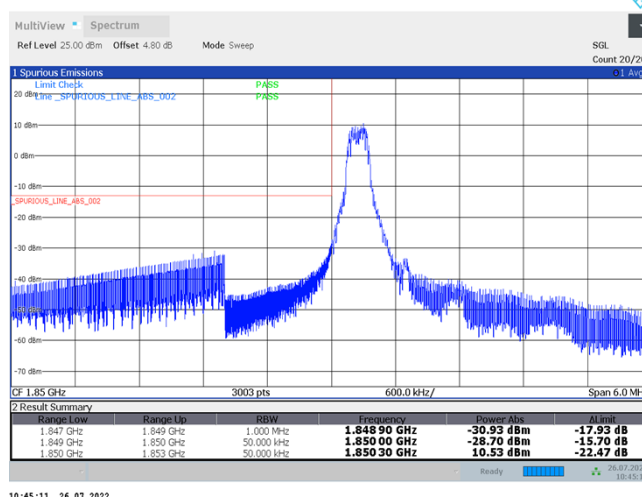 MultiView Spectrum
Ref Level 25.00 dBm Offset 4.80 dB Mode Sweep SGL
Count 20/20
1 Spurious Emissions 1 Avg
Limit Check PASS
Line _SPURIOUS_LINE_ABS_002 PASS
20 dBm
10 dBm
0 dBm
-10 dBm
_SPURIOUS_LINE_ABS_002
-20 dBm
-30 dBm
-40 dBm
-60 dBm
-70 dBm
CF 1.85 GHz 3003 pts 600.0 kHz/ Span 6.0 MH
2 Result Summary
Range Low Range Up RBW Frequency Power Abs ΔLimit
1.847 GHz 1.849 GHz 1.000 MHz 1.848 90 GHz -30.93 dBm -17.93 dB
1.849 GHz 1.850 GHz 50.000 kHz 1.850 00 GHz -28.70 dBm -15.70 dB
1.850 GHz 1.853 GHz 50.000 kHz 1.850 30 GHz 10.53 dBm -22.47 dB
Ready 26.07.202
10:45:1
10:45:11 26.07.2022